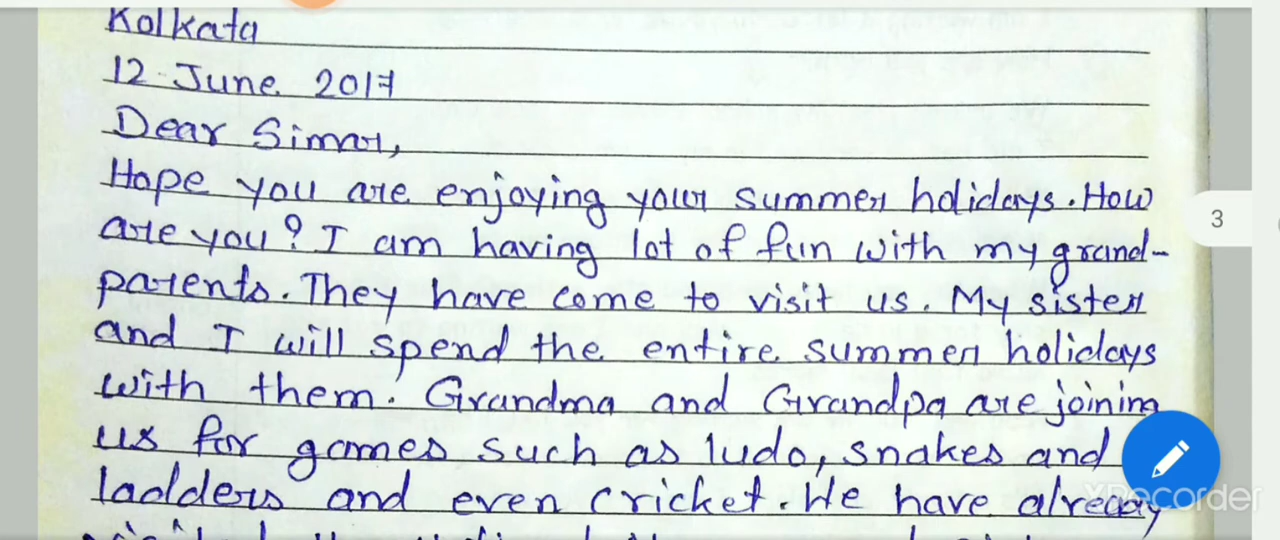 Kolkata
12 June 2017
Dear Simar,
Hope you are enjoying your summer holidays. How
are you? I am having lot of fun with my grand-
parents. They have come to visit us. My sister
and I will spend the entire summer holidays
with them. Grandma and Grandpa are joining
us for games such as ludo, snakes and
ladders and even cricket. We have already
3
XRecorder